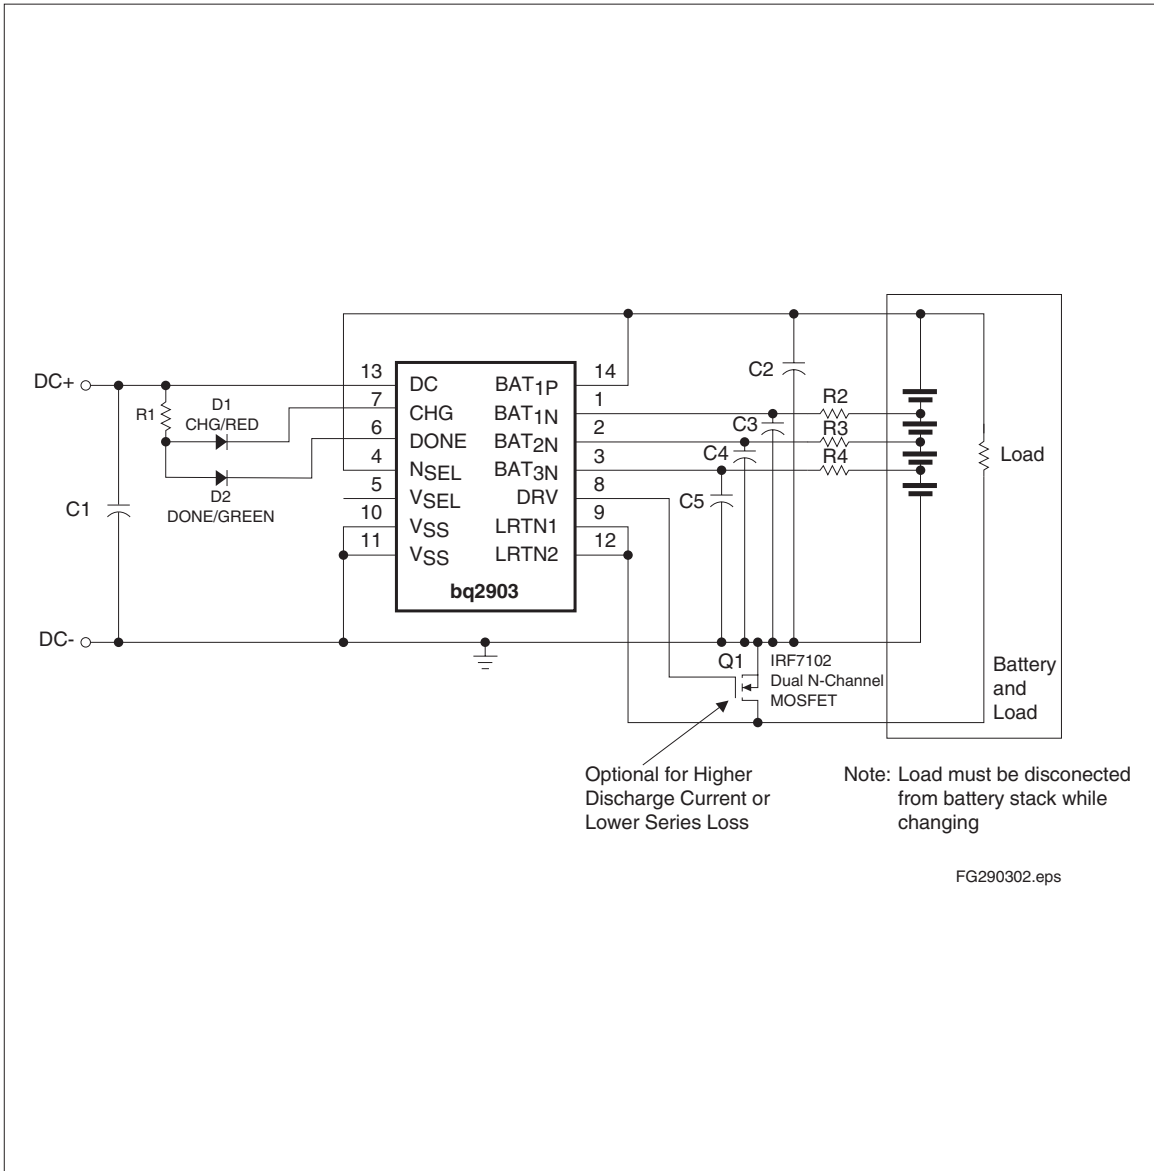 DC+
R1
D1
CHG/RED
D2
DONE/GREEN
C1
DC-
13
7
6
4
5
10
11
DC
CHG
DONE
NSEL
VSEL
VSS
VSS
BAT1P
BAT1N
BAT2N
BAT3N
DRV
LRTN1
LRTN2
bq2903
14
1
2
3
8
9
12
C2
C3
C4
C5
R2
R3
R4
Load
Q1
IRF7102
Dual N-Channel
MOSFET
Battery
and
Load
Optional for Higher
Discharge Current or
Lower Series Loss
Note: Load must be disconected
from battery stack while
changing
FG290302.eps